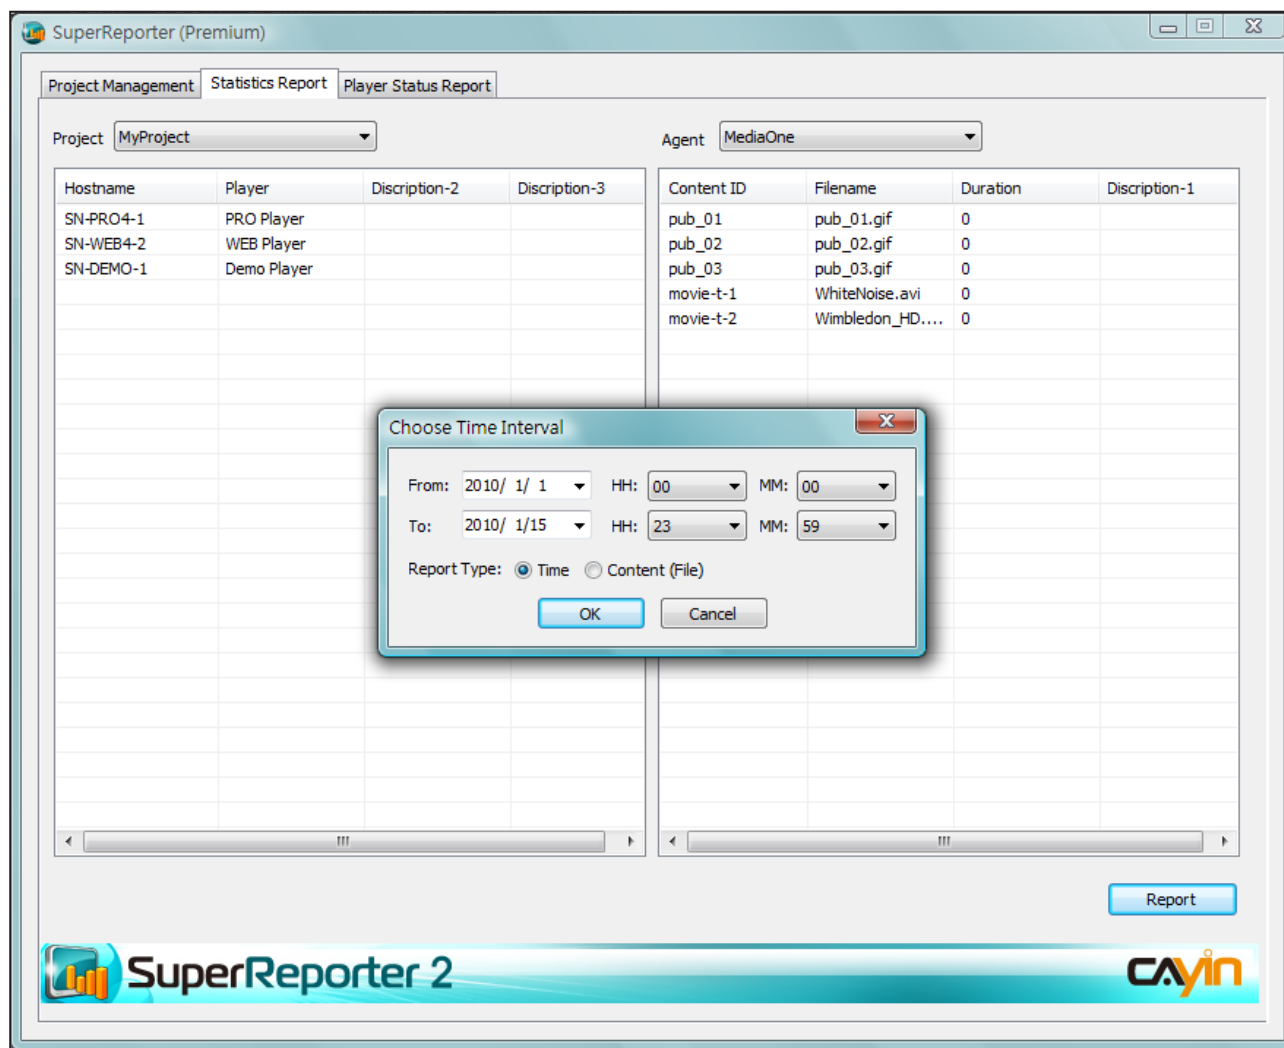 SuperReporter (Premium)
Project Management Statistics Report Player Status Report
Project MyProject Agent MediaOne
Hostname Player Discription-2 Discription-3
SN-PRO4-1 PRO Player
SN-WEB4-2 WEB Player
SN-DEMO-1 Demo Player
Content ID Filename Duration Discription-1
pub_01 pub_01.gif 0
pub_02 pub_02.gif 0
pub_03 pub_03.gif 0
movie-t-1 WhiteNoise.avi 0
movie-t-2 Wimbledon_HD.... 0
Choose Time Interval
From: 2010/ 1/ 1 HH: 00 MM: 00
To: 2010/ 1/15 HH: 23 MM: 59
Report Type: Time Content (File)
OK Cancel
Report
SuperReporter 2 CAYIN